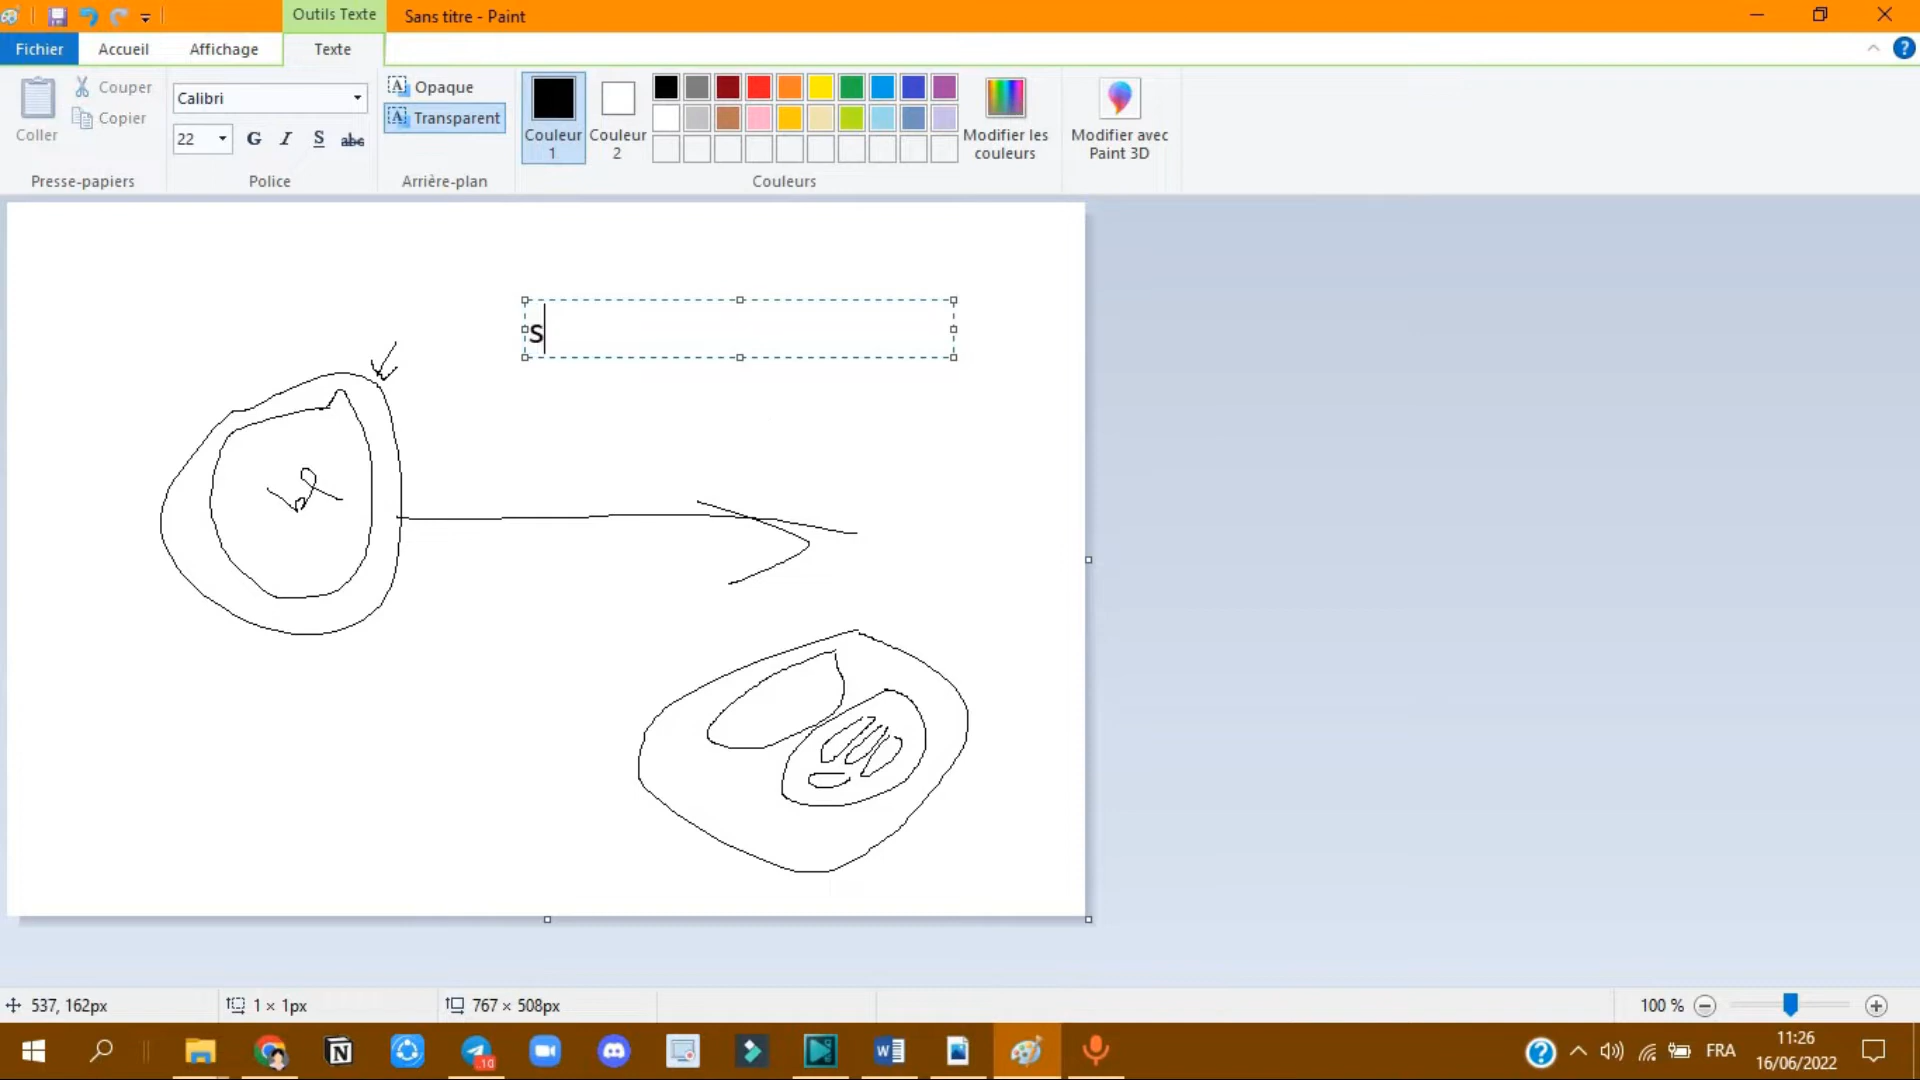 Outils Texte
Sans titre - Paint
Fichier
Accueil
Affichage
Texte
Coller
Couper
Copier
Presse-papiers
Calibri
22
G I S abc
Police
Opaque
Transparent
Arrière-plan
Couleur 1
Couleur 2
Modifier les couleurs
Couleurs
Modifier avec Paint 3D
s
537, 162px
1 × 1px
767 × 508px
100 %
10
FRA
11:26
16/06/2022